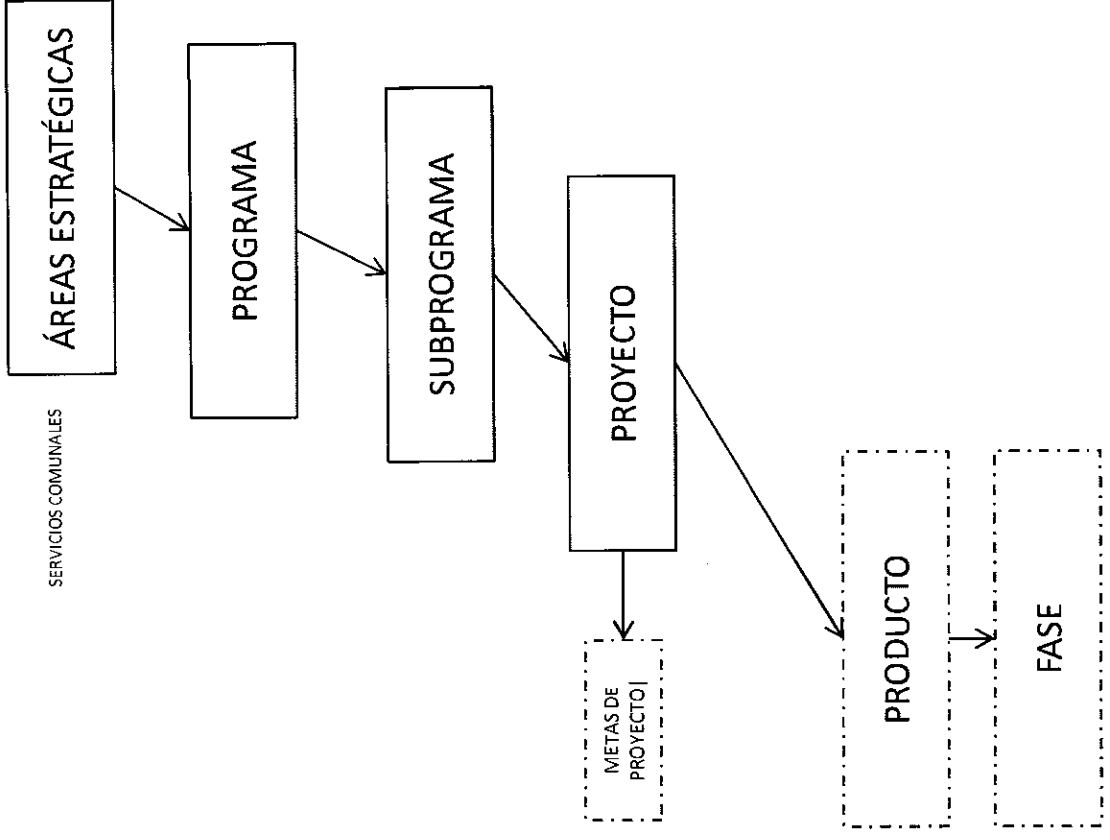 SERVICIOS COMUNALES
ÁREAS ESTRATÉGICAS
PROGRAMA
SUBPROGRAMA
PROYECTO
METAS DE
PROYECTO|
PRODUCTO
FASE